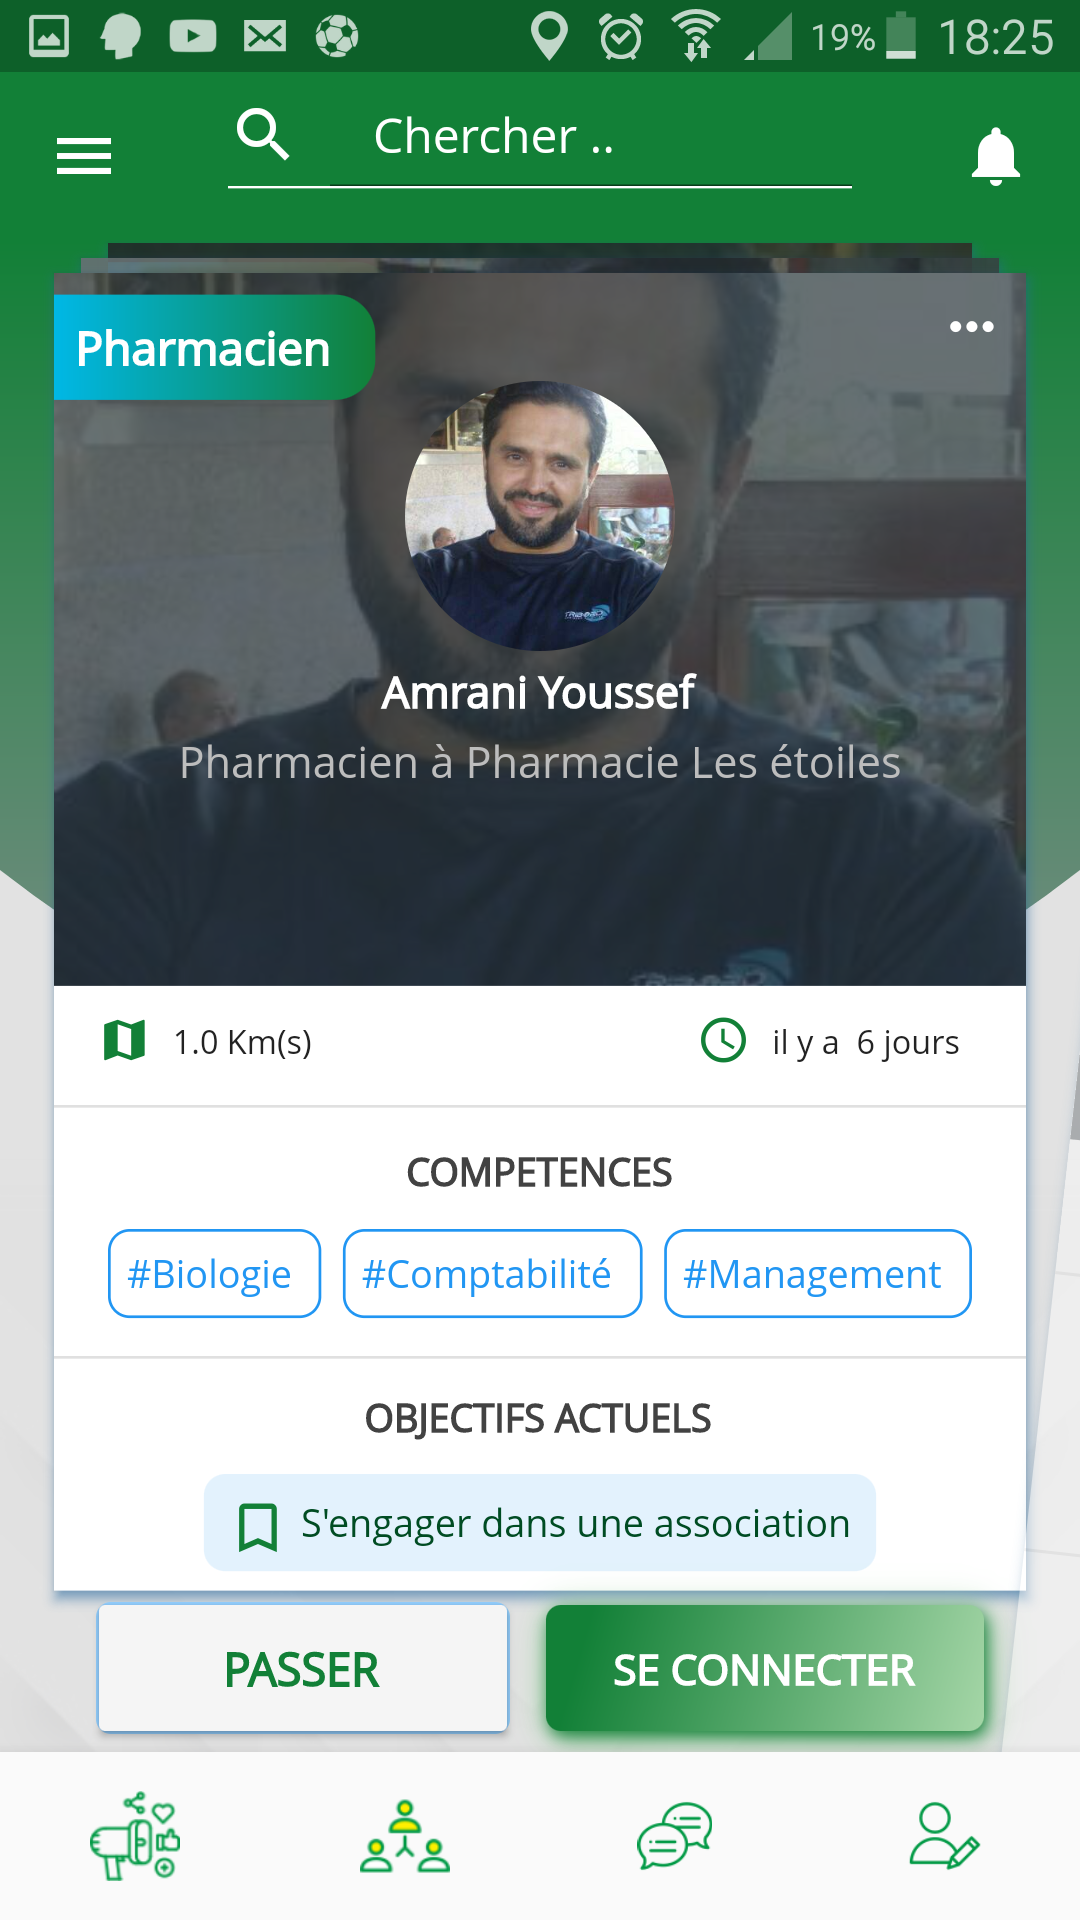 19% 18:25
Chercher ..
Pharmacien
Amrani Youssef
Pharmacien à Pharmacie Les étoiles
1.0 Km(s)
il y a 6 jours
COMPETENCES
#Biologie #Comptabilité #Management
OBJECTIFS ACTUELS
S'engager dans une association
PASSER
SE CONNECTER